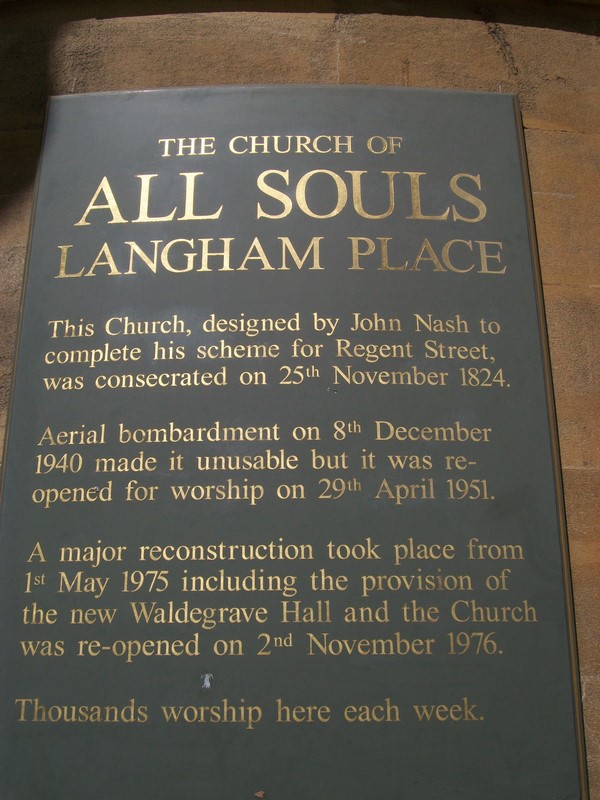 THE CHURCH OF
ALL SOULS
LANGHAM PLACE
This Church, designed by John Nash to
complete his scheme for Regent Street,
was consecrated on 25th November 1824.
Aerial bombardment on 8th December
1940 made it unusable but it was re-
opened for worship on 29th April 1951.
A major reconstruction took place from
1st May 1975 including the provision of
the new Waldegrave Hall and the Church
was re-opened on 2nd November 1976.
Thousands worship here each week.